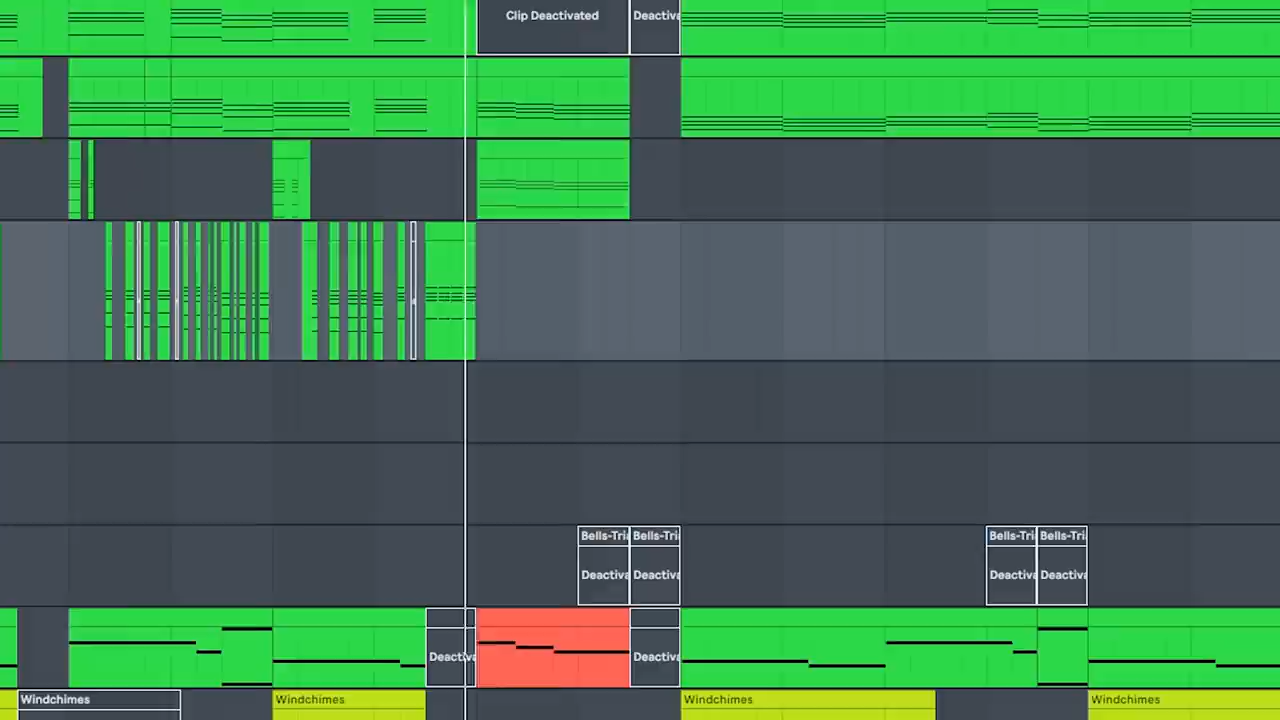 Clip Deactivated
Deactiva
Bells-Tri
Bells-Tri
Bells-Tri
Bells-Tri
Deactiva
Deactiva
Deactiva
Deactiva
Deactiva
Deactiva
Windchimes
Windchimes
Windchimes
Windchimes